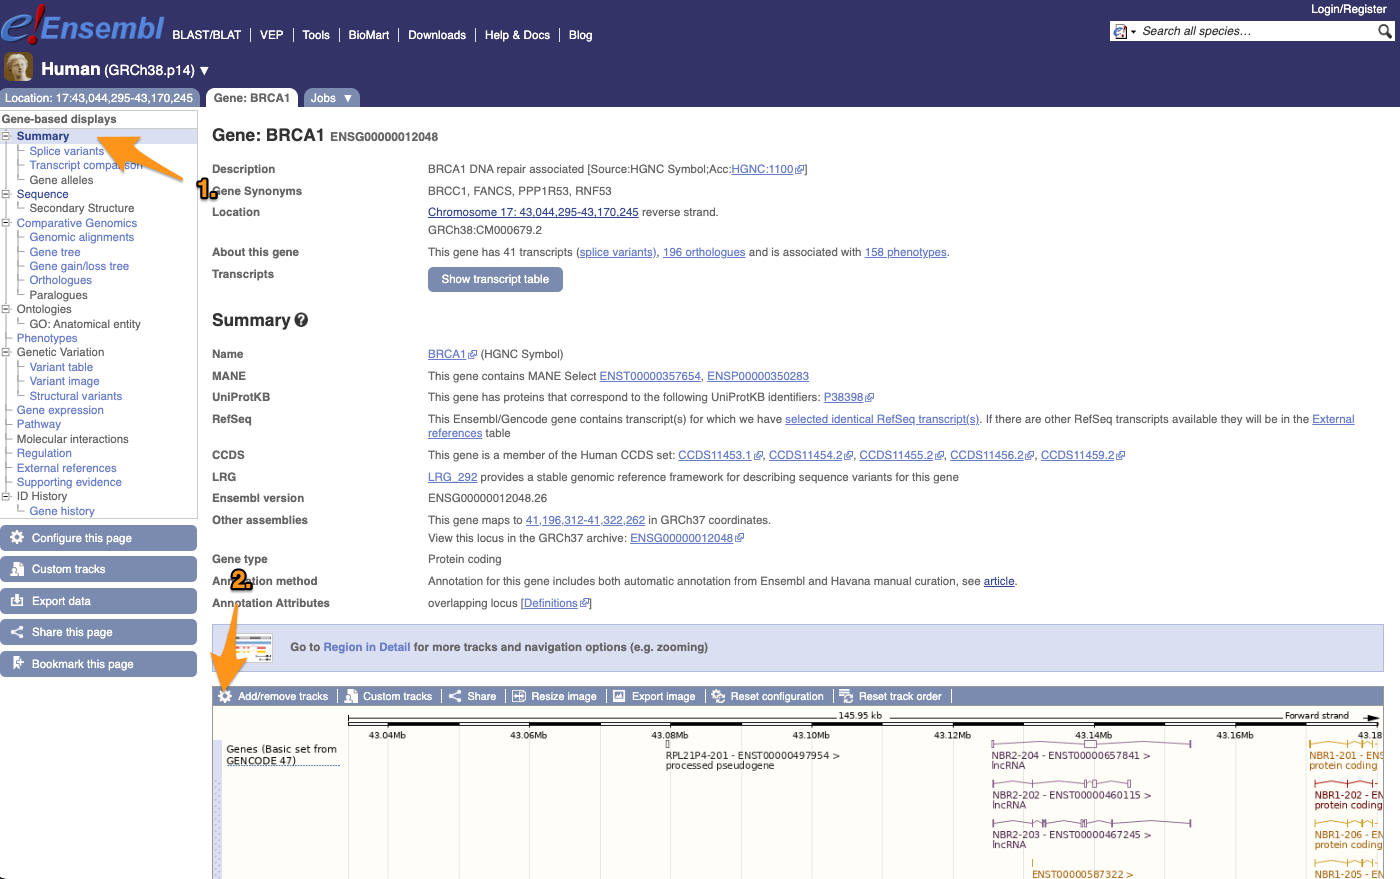 Login/Register
e!Ensembl
BLAST/BLAT | VEP | Tools | BioMart | Downloads | Help & Docs | Blog
Search all species...
Human (GRCh38.p14) ▼
Location: 17:43,044,295-43,170,245
Gene: BRCA1
Jobs ▼
Gene-based displays
Summary
Splice variants
Transcript comparison
Gene alleles
Sequence
Secondary Structure
Comparative Genomics
Genomic alignments
Gene tree
Gene gain/loss tree
Orthologues
Paralogues
Ontologies
GO: Anatomical entity
Phenotypes
Genetic Variation
Variant table
Variant image
Structural variants
Gene expression
Pathway
Molecular interactions
Regulation
External references
Supporting evidence
ID History
Gene history
Configure this page
Custom tracks
Export data
Share this page
Bookmark this page
1.
Gene: BRCA1 ENSG00000012048
Description BRCA1 DNA repair associated [Source:HGNC Symbol;Acc:HGNC:1100]
Gene Synonyms BRCC1, FANCS, PPP1R53, RNF53
Location Chromosome 17: 43,044,295-43,170,245 reverse strand.
GRCh38:CM000679.2
About this gene This gene has 41 transcripts (splice variants), 196 orthologues and is associated with 158 phenotypes.
Transcripts Show transcript table
Summary ?
Name BRCA1 (HGNC Symbol)
MANE This gene contains MANE Select ENST00000357654, ENSP00000350283
UniProtKB This gene has proteins that correspond to the following UniProtKB identifiers: P38398
RefSeq This Ensembl/Gencode gene contains transcript(s) for which we have selected identical RefSeq transcript(s). If there are other RefSeq transcripts available they will be in the External
references table
CCDS This gene is a member of the Human CCDS set: CCDS11453.1, CCDS11454.2, CCDS11455.2, CCDS11456.2, CCDS11459.2
LRG LRG_292 provides a stable genomic reference framework for describing sequence variants for this gene
Ensembl version ENSG00000012048.26
Other assemblies This gene maps to 41,196,312-41,322,262 in GRCh37 coordinates.
View this locus in the GRCh37 archive: ENSG00000012048
Gene type Protein coding
2.
Annotation method Annotation for this gene includes both automatic annotation from Ensembl and Havana manual curation, see article.
Annotation Attributes overlapping locus [Definitions]
Go to Region in Detail for more tracks and navigation options (e.g. zooming)
Add/remove tracks | Custom tracks | Share | Resize image | Export image | Reset configuration | Reset track order
145.95 kb Forward strand
43.04Mb 43.06Mb 43.08Mb 43.10Mb 43.12Mb 43.14Mb 43.16Mb 43.18
Genes (Basic set from
GENCODE 47)
RPL21P4-201 - ENST00000497954 >
processed pseudogene
NBR2-204 - ENST00000657841 >
lncRNA
NBR1-201 - ENS
protein coding
NBR2-202 - ENST00000460115 >
lncRNA
NBR1-202 - EN
protein coding
NBR2-203 - ENST00000467245 >
lncRNA
NBR1-206 - EN
protein coding
ENST00000587322 >
NBR1-205 - EN